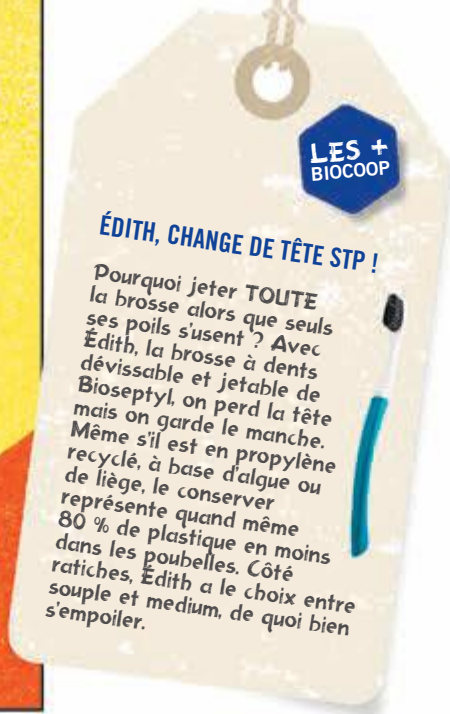 LES +
BIOCOOP
ÉDITH, CHANGE DE TÊTE STP !
Pourquoi jeter TOUTE
la brosse alors que seuls
ses poils s'usent ? Avec
Édith, la brosse à dents
dévissable et jetable de
Bioseptyl, on perd la tête
mais on garde le manche.
Même s'il est en propylène
recyclé, à base d'algue ou
de liège, le conserver
représente quand même
80 % de plastique en moins
dans les poubelles. Côté
ratiches, Édith a le choix entre
souple et medium, de quoi bien
s'empoiler.